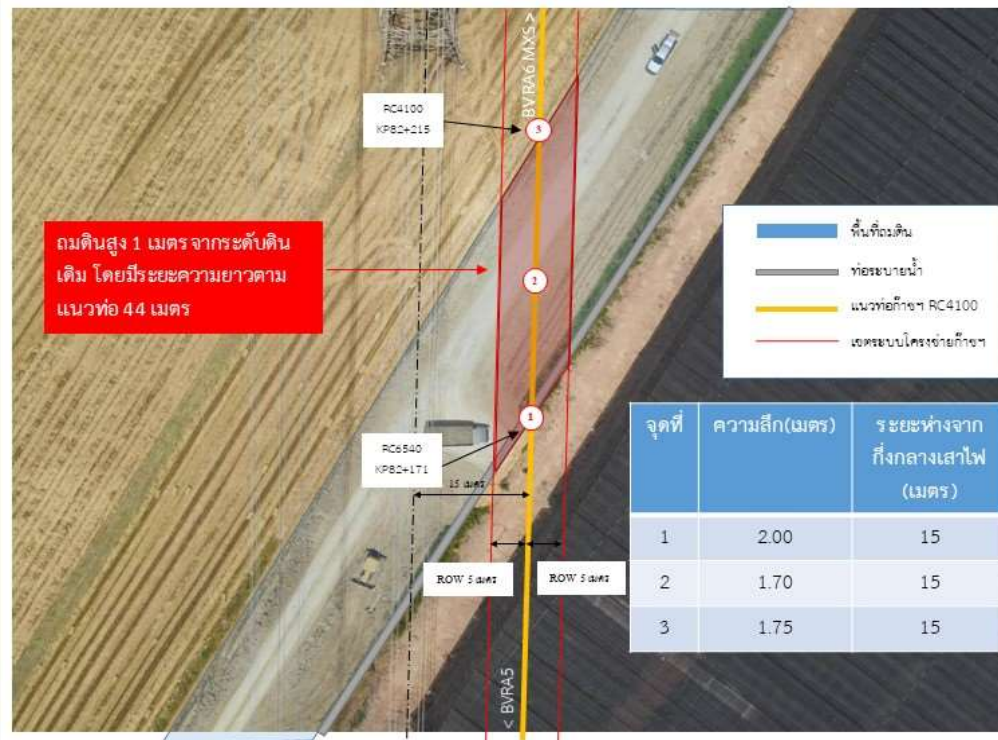 BVRA6 MXS >
RC4100
KP82+215
3
ถมดินสูง 1 เมตร จากระดับดิน
เดิม โดยมีระยะความยาวตาม
แนวท่อ 44 เมตร
2
พื้นที่ถมดิน
ท่อระบายน้ำ
แนวท่อก๊าซฯ RC4100
เขตระบบโครงข่ายก๊าซฯ
1
RC6540
KP82+171
15 เมตร
ROW 5 เมตร
ROW 5 เมตร
< BVRA5
จุดที่ ความลึก(เมตร) ระยะห่างจาก
กึ่งกลางเสาไฟ
(เมตร)
1 2.00 15
2 1.70 15
3 1.75 15